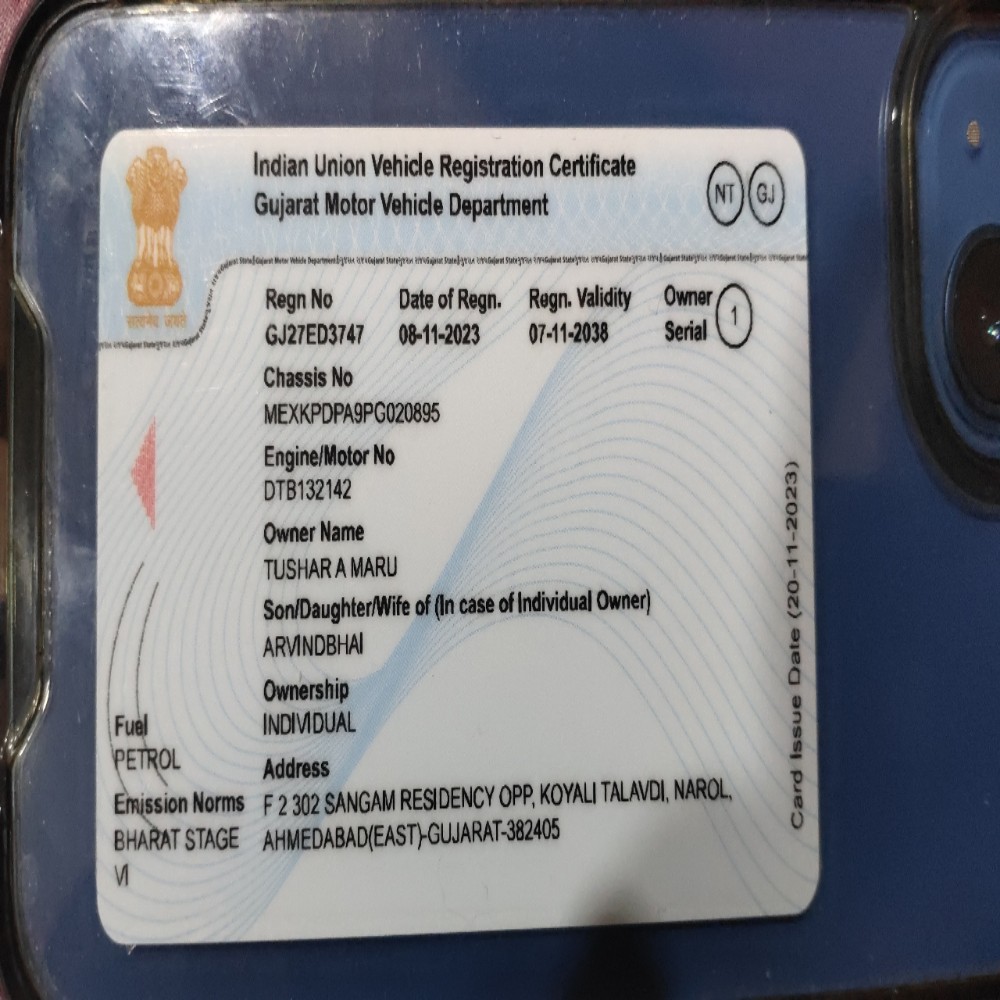 Indian Union Vehicle Registration Certificate
Gujarat Motor Vehicle Department
NT GJ
सत्यमेव जयते
Regn No Date of Regn. Regn. Validity Owner Serial 1
GJ27ED3747 08-11-2023 07-11-2038
Chassis No
MEXKPDPA9PG020895
Engine/Motor No
DTB132142
Owner Name
TUSHAR A MARU
Son/Daughter/Wife of (In case of Individual Owner)
ARVINDBHAI
Ownership
INDIVIDUAL
Fuel
PETROL
Address
F 2 302 SANGAM RESIDENCY OPP, KOYALI TALAVDI, NAROL,
AHMEDABAD(EAST)-GUJARAT-382405
Emission Norms
BHARAT STAGE
VI
Card Issue Date (20-11-2023)